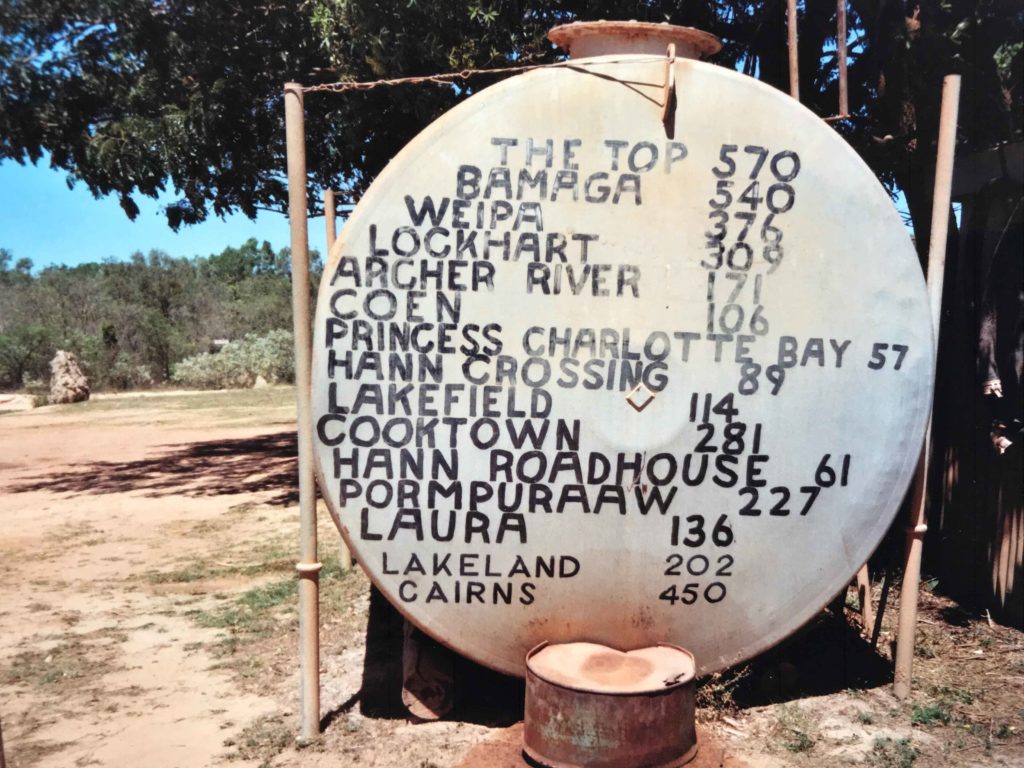 THE TOP 570
BAMAGA 540
WEIPA 376
LOCKHART 309
ARCHER RIVER 171
COEN 106
PRINCESS CHARLOTTE BAY 57
HANN CROSSING 89
LAKEFIELD 114
COOKTOWN 281
HANN ROADHOUSE 61
PORMPURAAW 227
LAURA 136
LAKELAND 202
CAIRNS 450